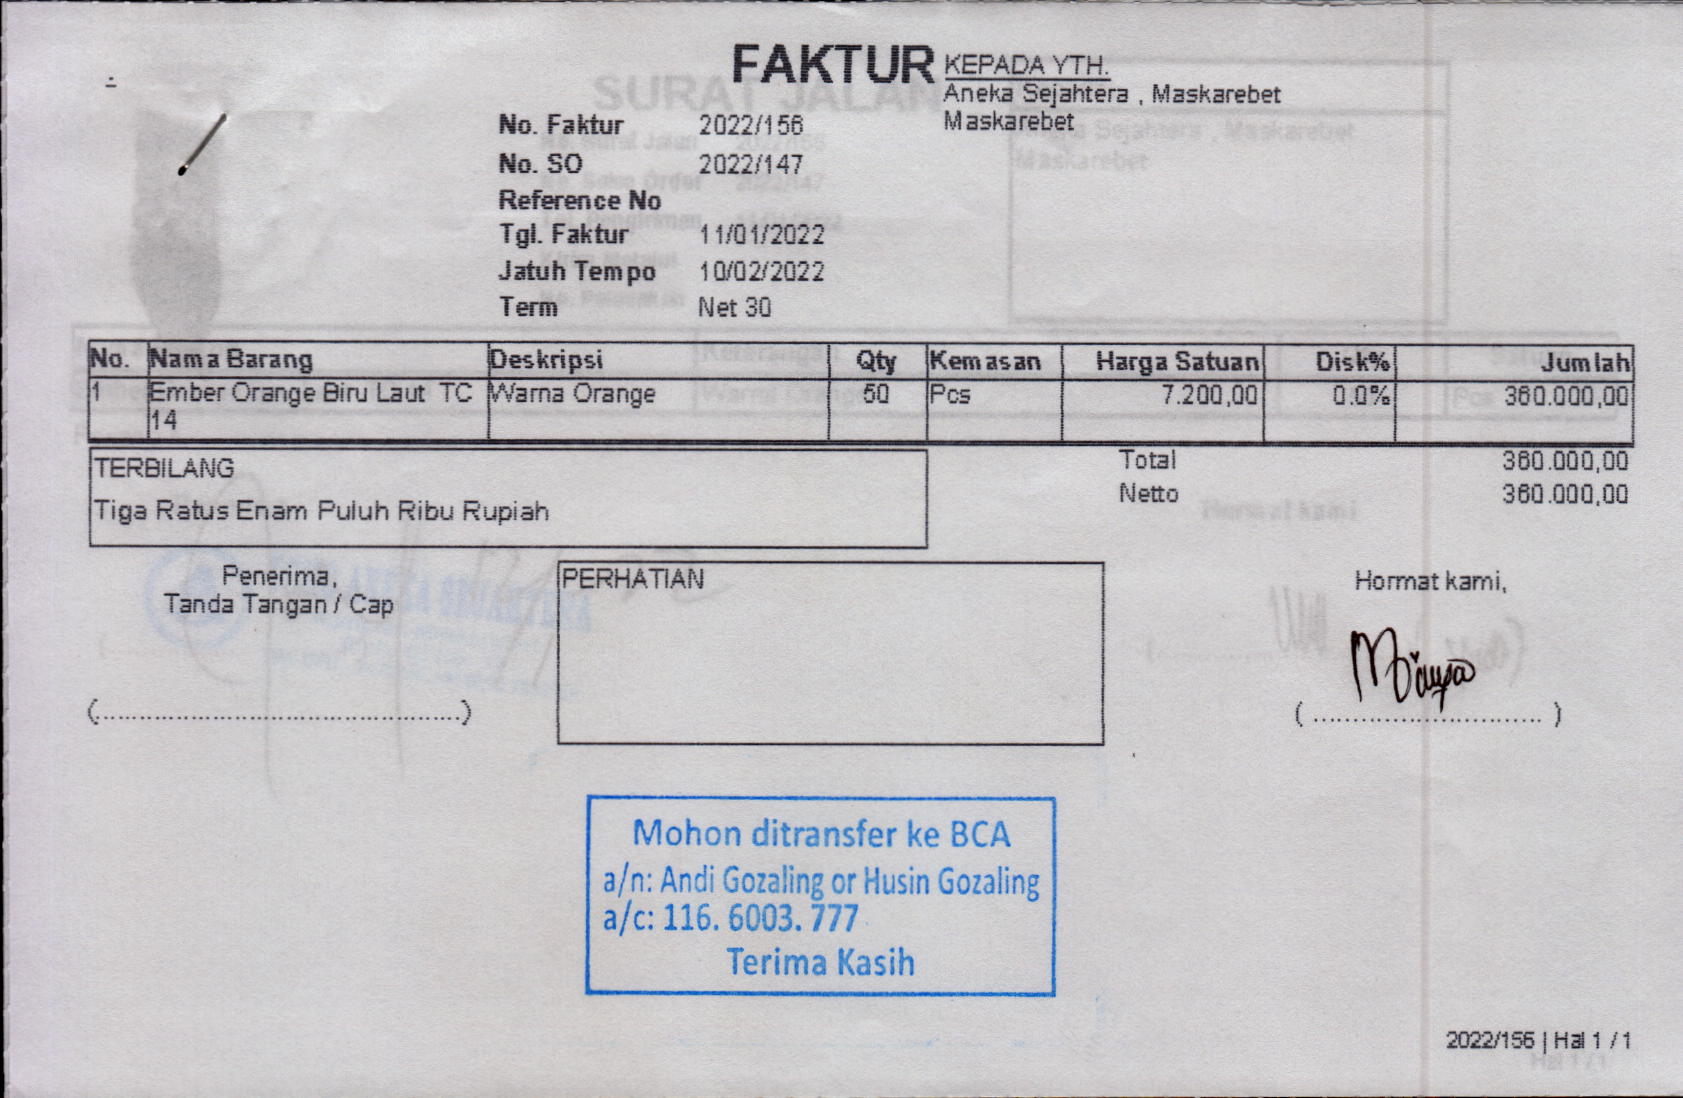 FAKTUR
KEPADA YTH.
Aneka Sejahtera , Maskarebet
Maskarebet
No. Faktur 2022/156
No. SO 2022/147
Reference No
Tgl. Faktur 11/01/2022
Jatuh Tempo 10/02/2022
Term Net 30
No. Nama Barang Deskripsi Qty Kemasan Harga Satuan Disk% Jumlah
1 Ember Orange Biru Laut TC Warna Orange 50 Pcs 7.200,00 0.0% 360.000,00
14
TERBILANG
Tiga Ratus Enam Puluh Ribu Rupiah
Total 360.000,00
Netto 360.000,00
Penerima,
Tanda Tangan / Cap
(................................................)
PERHATIAN
Hormat kami,
( ............................. )
Mohon ditransfer ke BCA
a/n: Andi Gozaling or Husin Gozaling
a/c: 116. 6003. 777
Terima Kasih
2022/156 | Hal 1 / 1